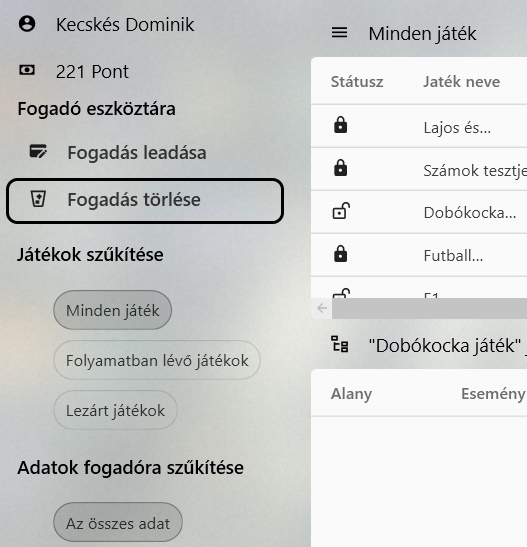 Kecskés Dominik
221 Pont
Fogadó eszköztára
Fogadás leadása
Fogadás törlése
Játékok szűkítése
Minden játék
Folyamatban lévő játékok
Lezárt játékok
Adatok fogadóra szűkítése
Az összes adat
Minden játék
Státusz Jaték neve
Lajos és...
Számok tesztje
Dobókocka...
Futball...
F1
"Dobókocka játék"
Alany Esemény